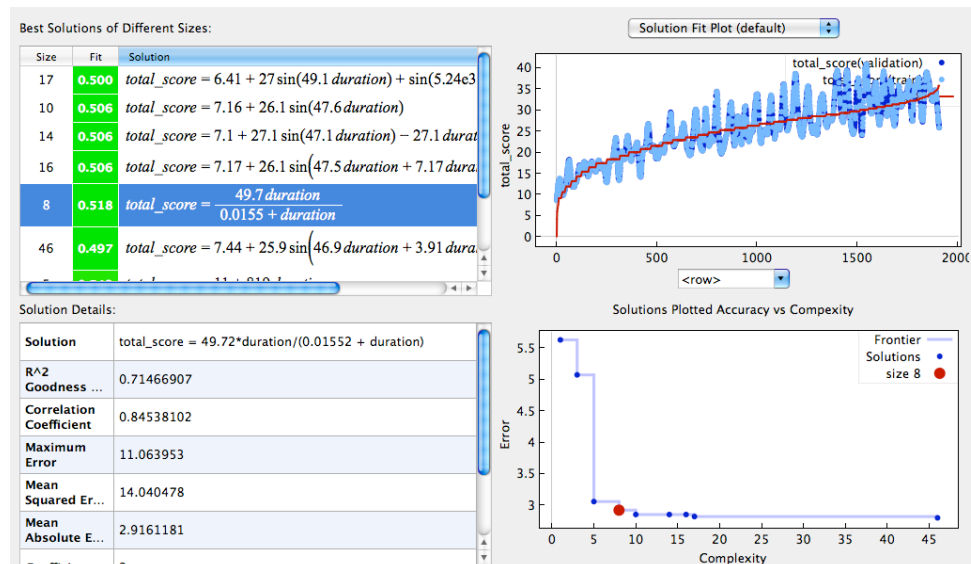 Best Solutions of Different Sizes:
Size Fit Solution
17 0.500 total_score = 6.41 + 27 sin(49.1 duration) + sin(5.24e3
10 0.506 total_score = 7.16 + 26.1 sin(47.6 duration)
14 0.506 total_score = 7.1 + 27.1 sin(47.1 duration) − 27.1 durat
16 0.506 total_score = 7.17 + 26.1 sin(47.5 duration + 7.17 dura
8 0.518 total_score = 49.7 duration
0.0155 + duration
46 0.497 total_score = 7.44 + 25.9 sin(46.9 duration + 3.91 dura
Solution Fit Plot (default)
total_score(validation)
total_score
40
35
30
25
20
15
10
5
0
0 500 1000 1500 2000
<row>
Solution Details:
Solution total_score = 49.72*duration/(0.01552 + duration)
R^2
Goodness ... 0.71466907
Correlation
Coefficient 0.84538102
Maximum
Error 11.063953
Mean
Squared Er... 14.040478
Mean
Absolute E... 2.9161181
Solutions Plotted Accuracy vs Compexity
Frontier
Solutions
size 8
Error
5.5
5
4.5
4
3.5
3
0 5 10 15 20 25 30 35 40 45
Complexity